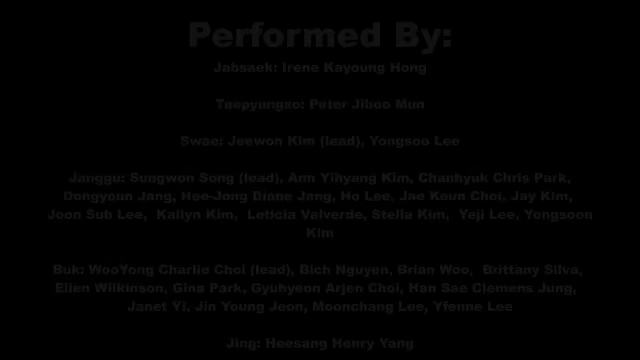 Performed By:
Jabsaek: Irene Kayoung Hong
Taepyungso: Peter Jihoo Mun
Swae: Jeewon Kim (lead), Yongsoo Lee
Janggu: Sungwon Song (lead), Arm Yihyang Kim, Chanhyuk Chris Park,
Dongyoun Jang, Hee-Jong Diane Jang, Ho Lee, Jae Keun Choi, Jay Kim,
Joon Sub Lee, Kailyn Kim, Leticia Valverde, Stella Kim, Yeji Lee, Yongsoon
Kim
Buk: WooYong Charlie Choi (lead), Bich Nguyen, Brian Woo, Brittany Silva,
Ellen Wilkinson, Gina Park, Gyuhyeon Arjen Choi, Han Sae Clemens Jung,
Janet Yi, Jin Young Jeon, Moonchang Lee, Yfenne Lee
Jing: Heesang Henry Yang